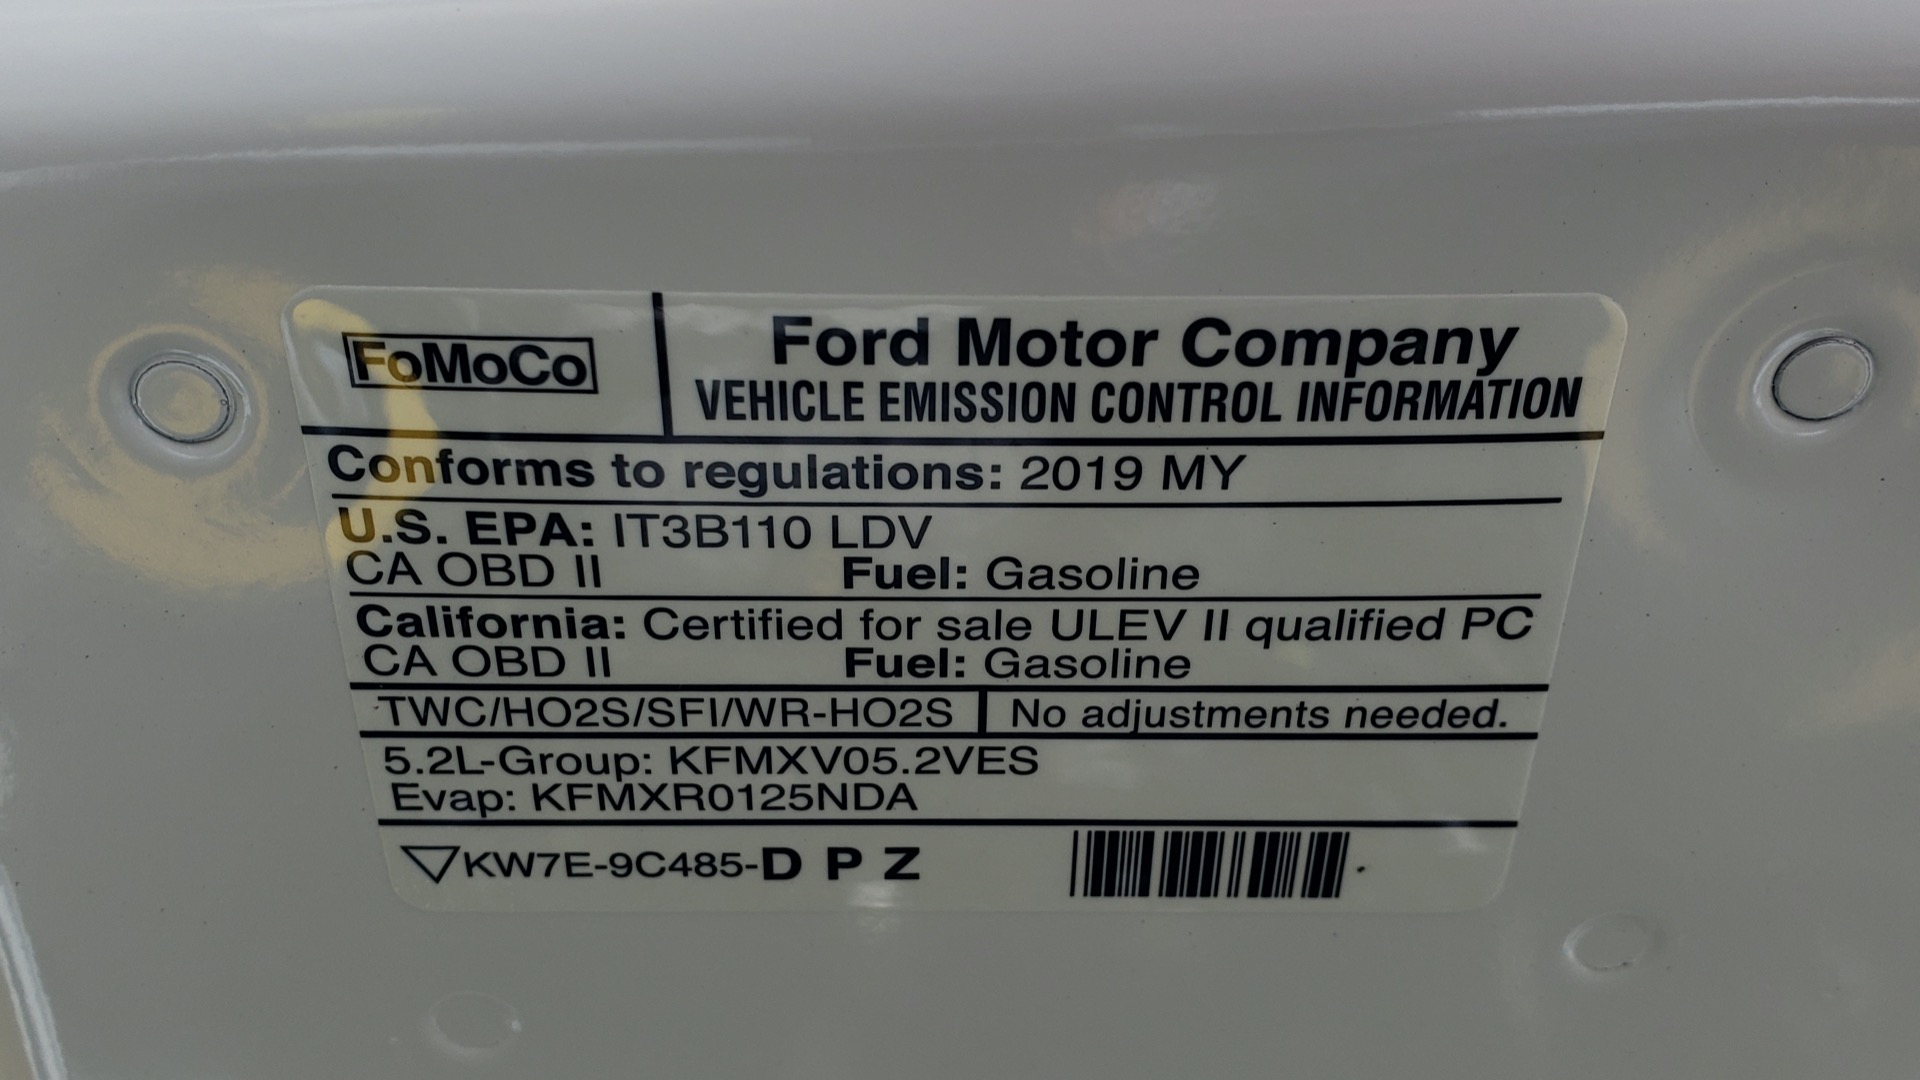 FoMoCo
Ford Motor Company
VEHICLE EMISSION CONTROL INFORMATION
Conforms to regulations: 2019 MY
U.S. EPA: IT3B110 LDV
CA OBD II Fuel: Gasoline
California: Certified for sale ULEV II qualified PC
CA OBD II Fuel: Gasoline
TWC/HO2S/SFI/WR-HO2S No adjustments needed.
5.2L-Group: KFMXV05.2VES
Evap: KFMXR0125NDA
▽KW7E-9C485-D P Z